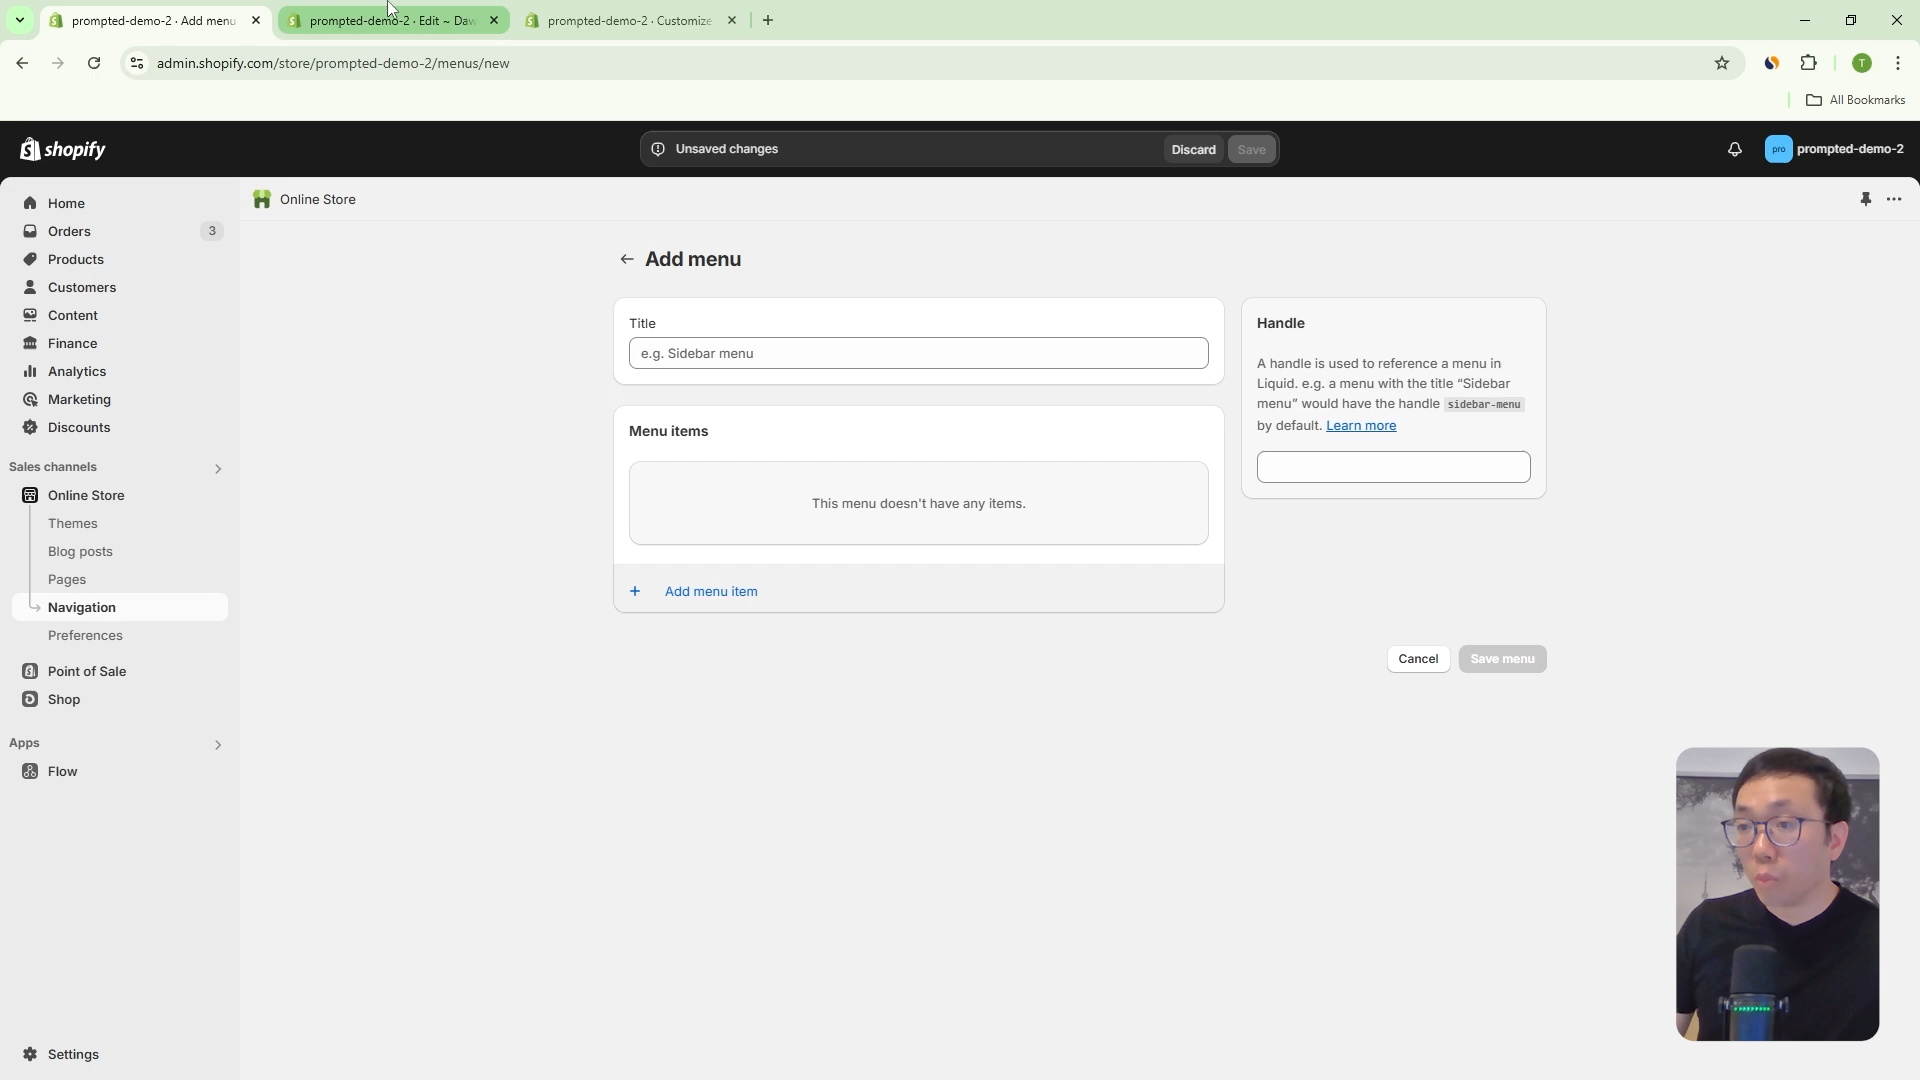 prompted-demo-2 · Add menu
prompted-demo-2 · Edit ~ Daw
prompted-demo-2 · Customize
admin.shopify.com/store/prompted-demo-2/menus/new
T
All Bookmarks
shopify
Unsaved changes
Discard
Save
pro
prompted-demo-2
Home
Orders
3
Products
Customers
Content
Finance
Analytics
Marketing
Discounts
Sales channels
Online Store
Themes
Blog posts
Pages
Navigation
Preferences
Point of Sale
Shop
Apps
Flow
Settings
Online Store
Add menu
Title
e.g. Sidebar menu
Menu items
This menu doesn't have any items.
+ Add menu item
Handle
A handle is used to reference a menu in
Liquid. e.g. a menu with the title “Sidebar
menu” would have the handle sidebar-menu
by default. Learn more
Cancel
Save menu